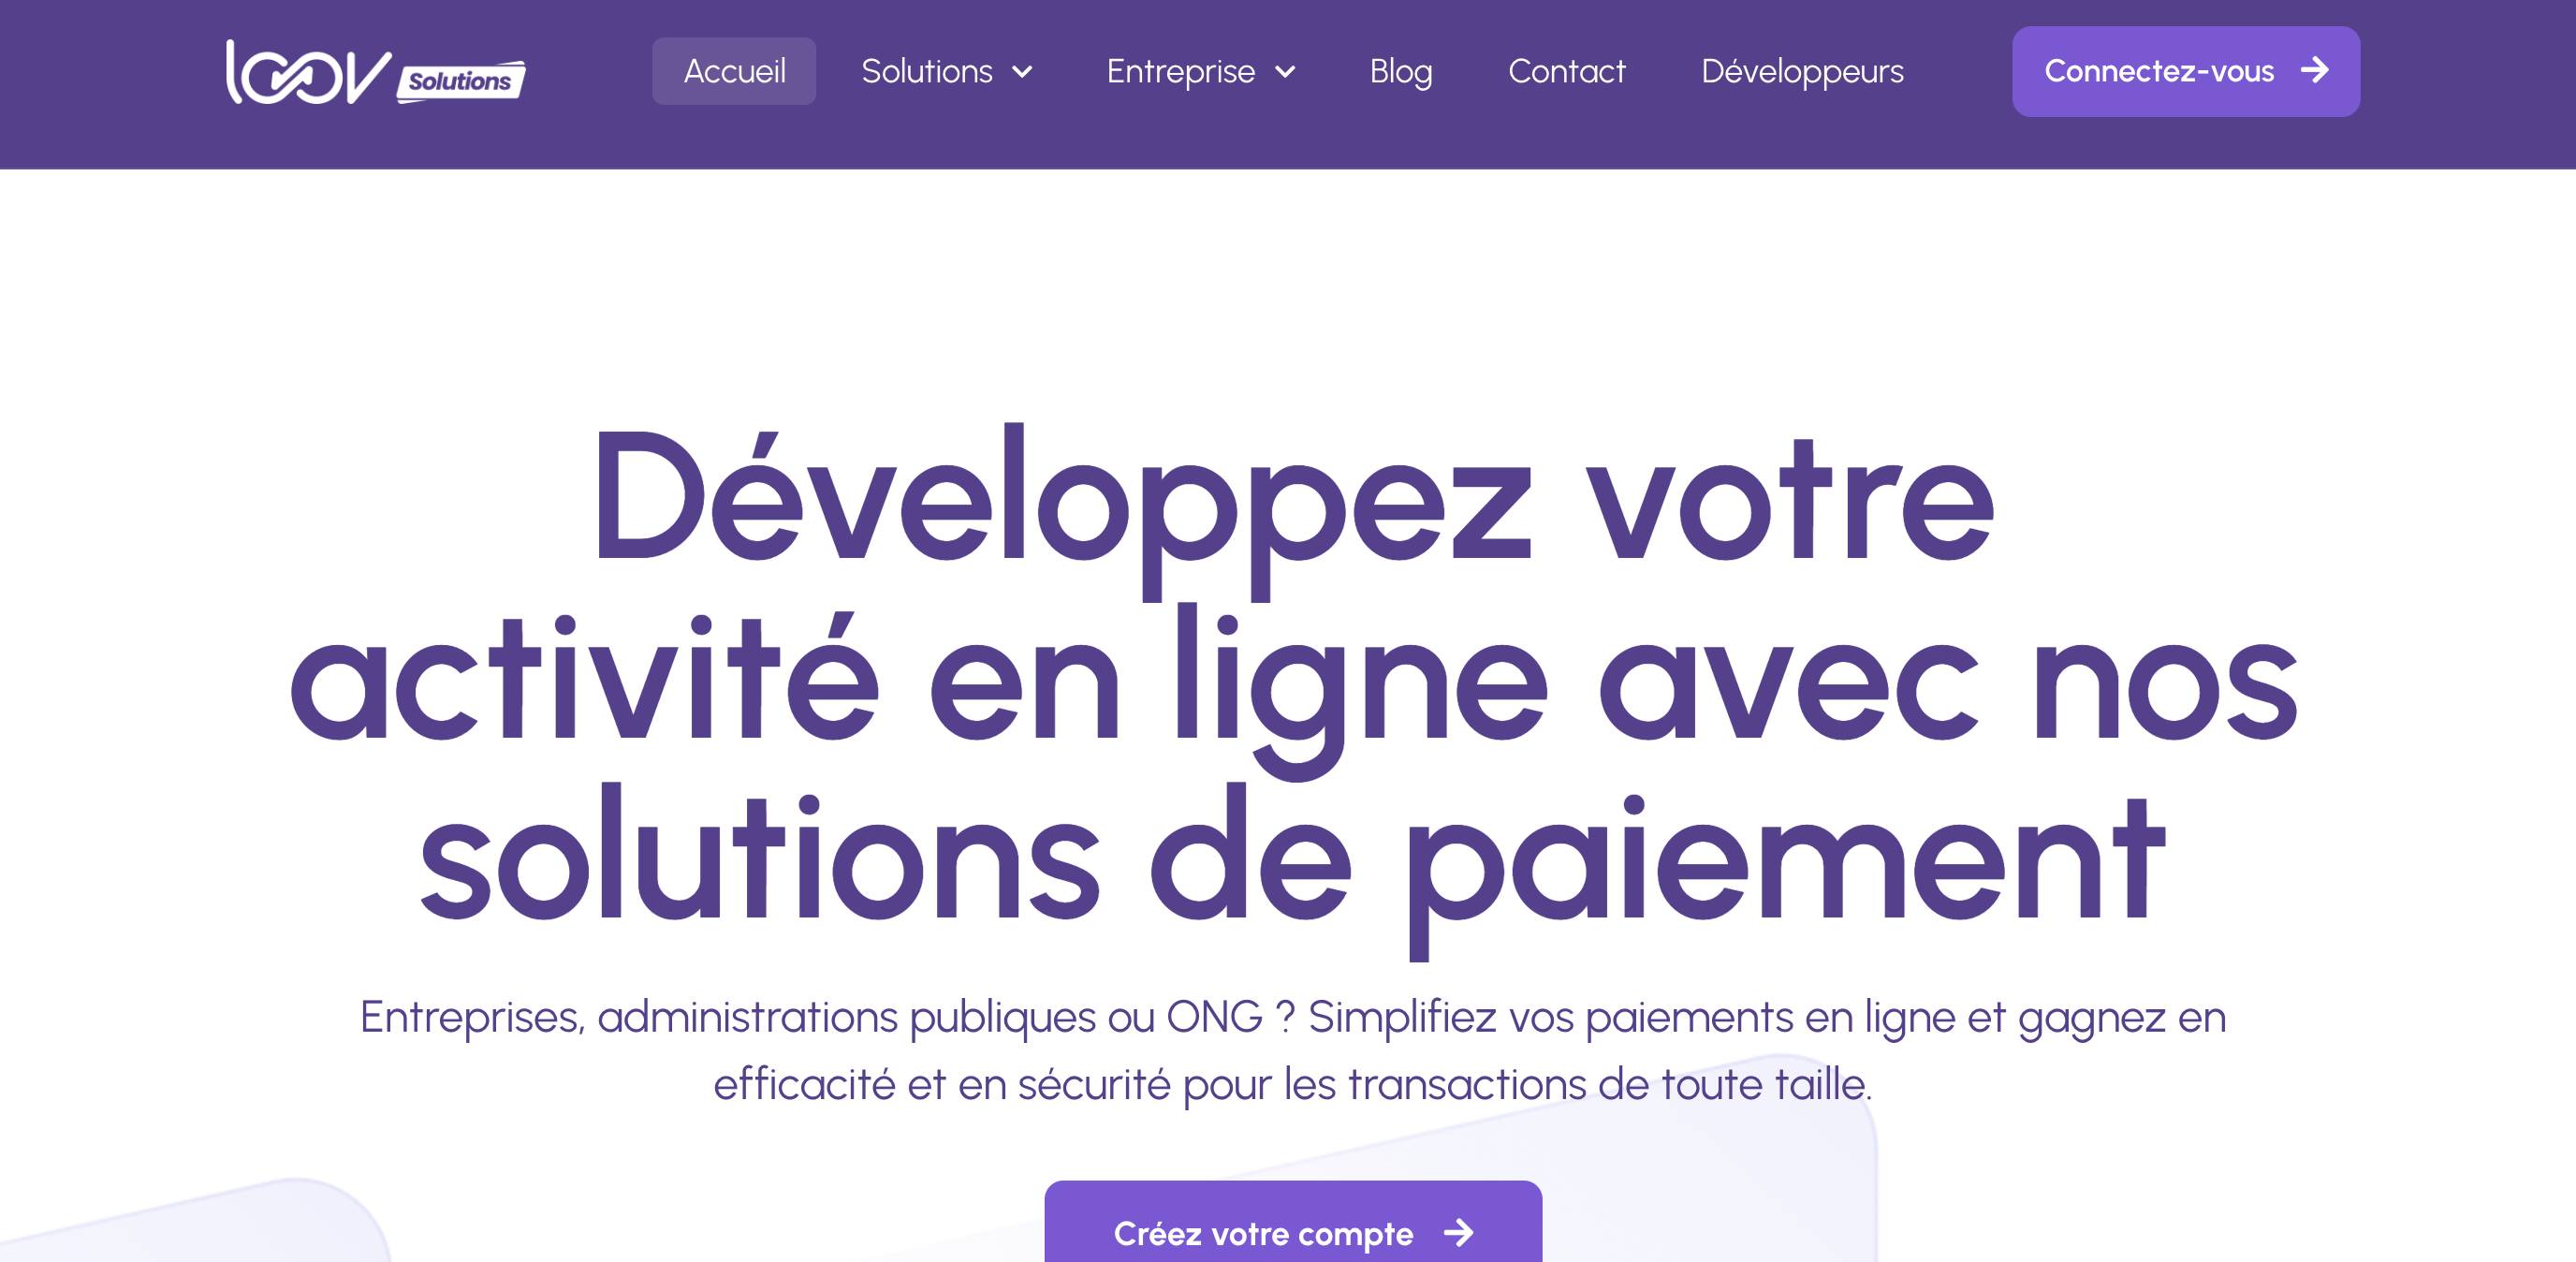 loov Solutions
Accueil
Solutions
Entreprise
Blog
Contact
Développeurs
Connectez-vous
Développez votre
activité en ligne avec nos
solutions de paiement
Entreprises, administrations publiques ou ONG ? Simplifiez vos paiements en ligne et gagnez en
efficacité et en sécurité pour les transactions de toute taille.
Créez votre compte